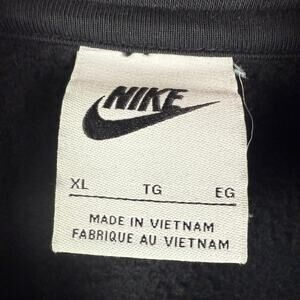 NIKE
XL TG EG
MADE IN VIETNAM
FABRIQUE AU VIETNAM